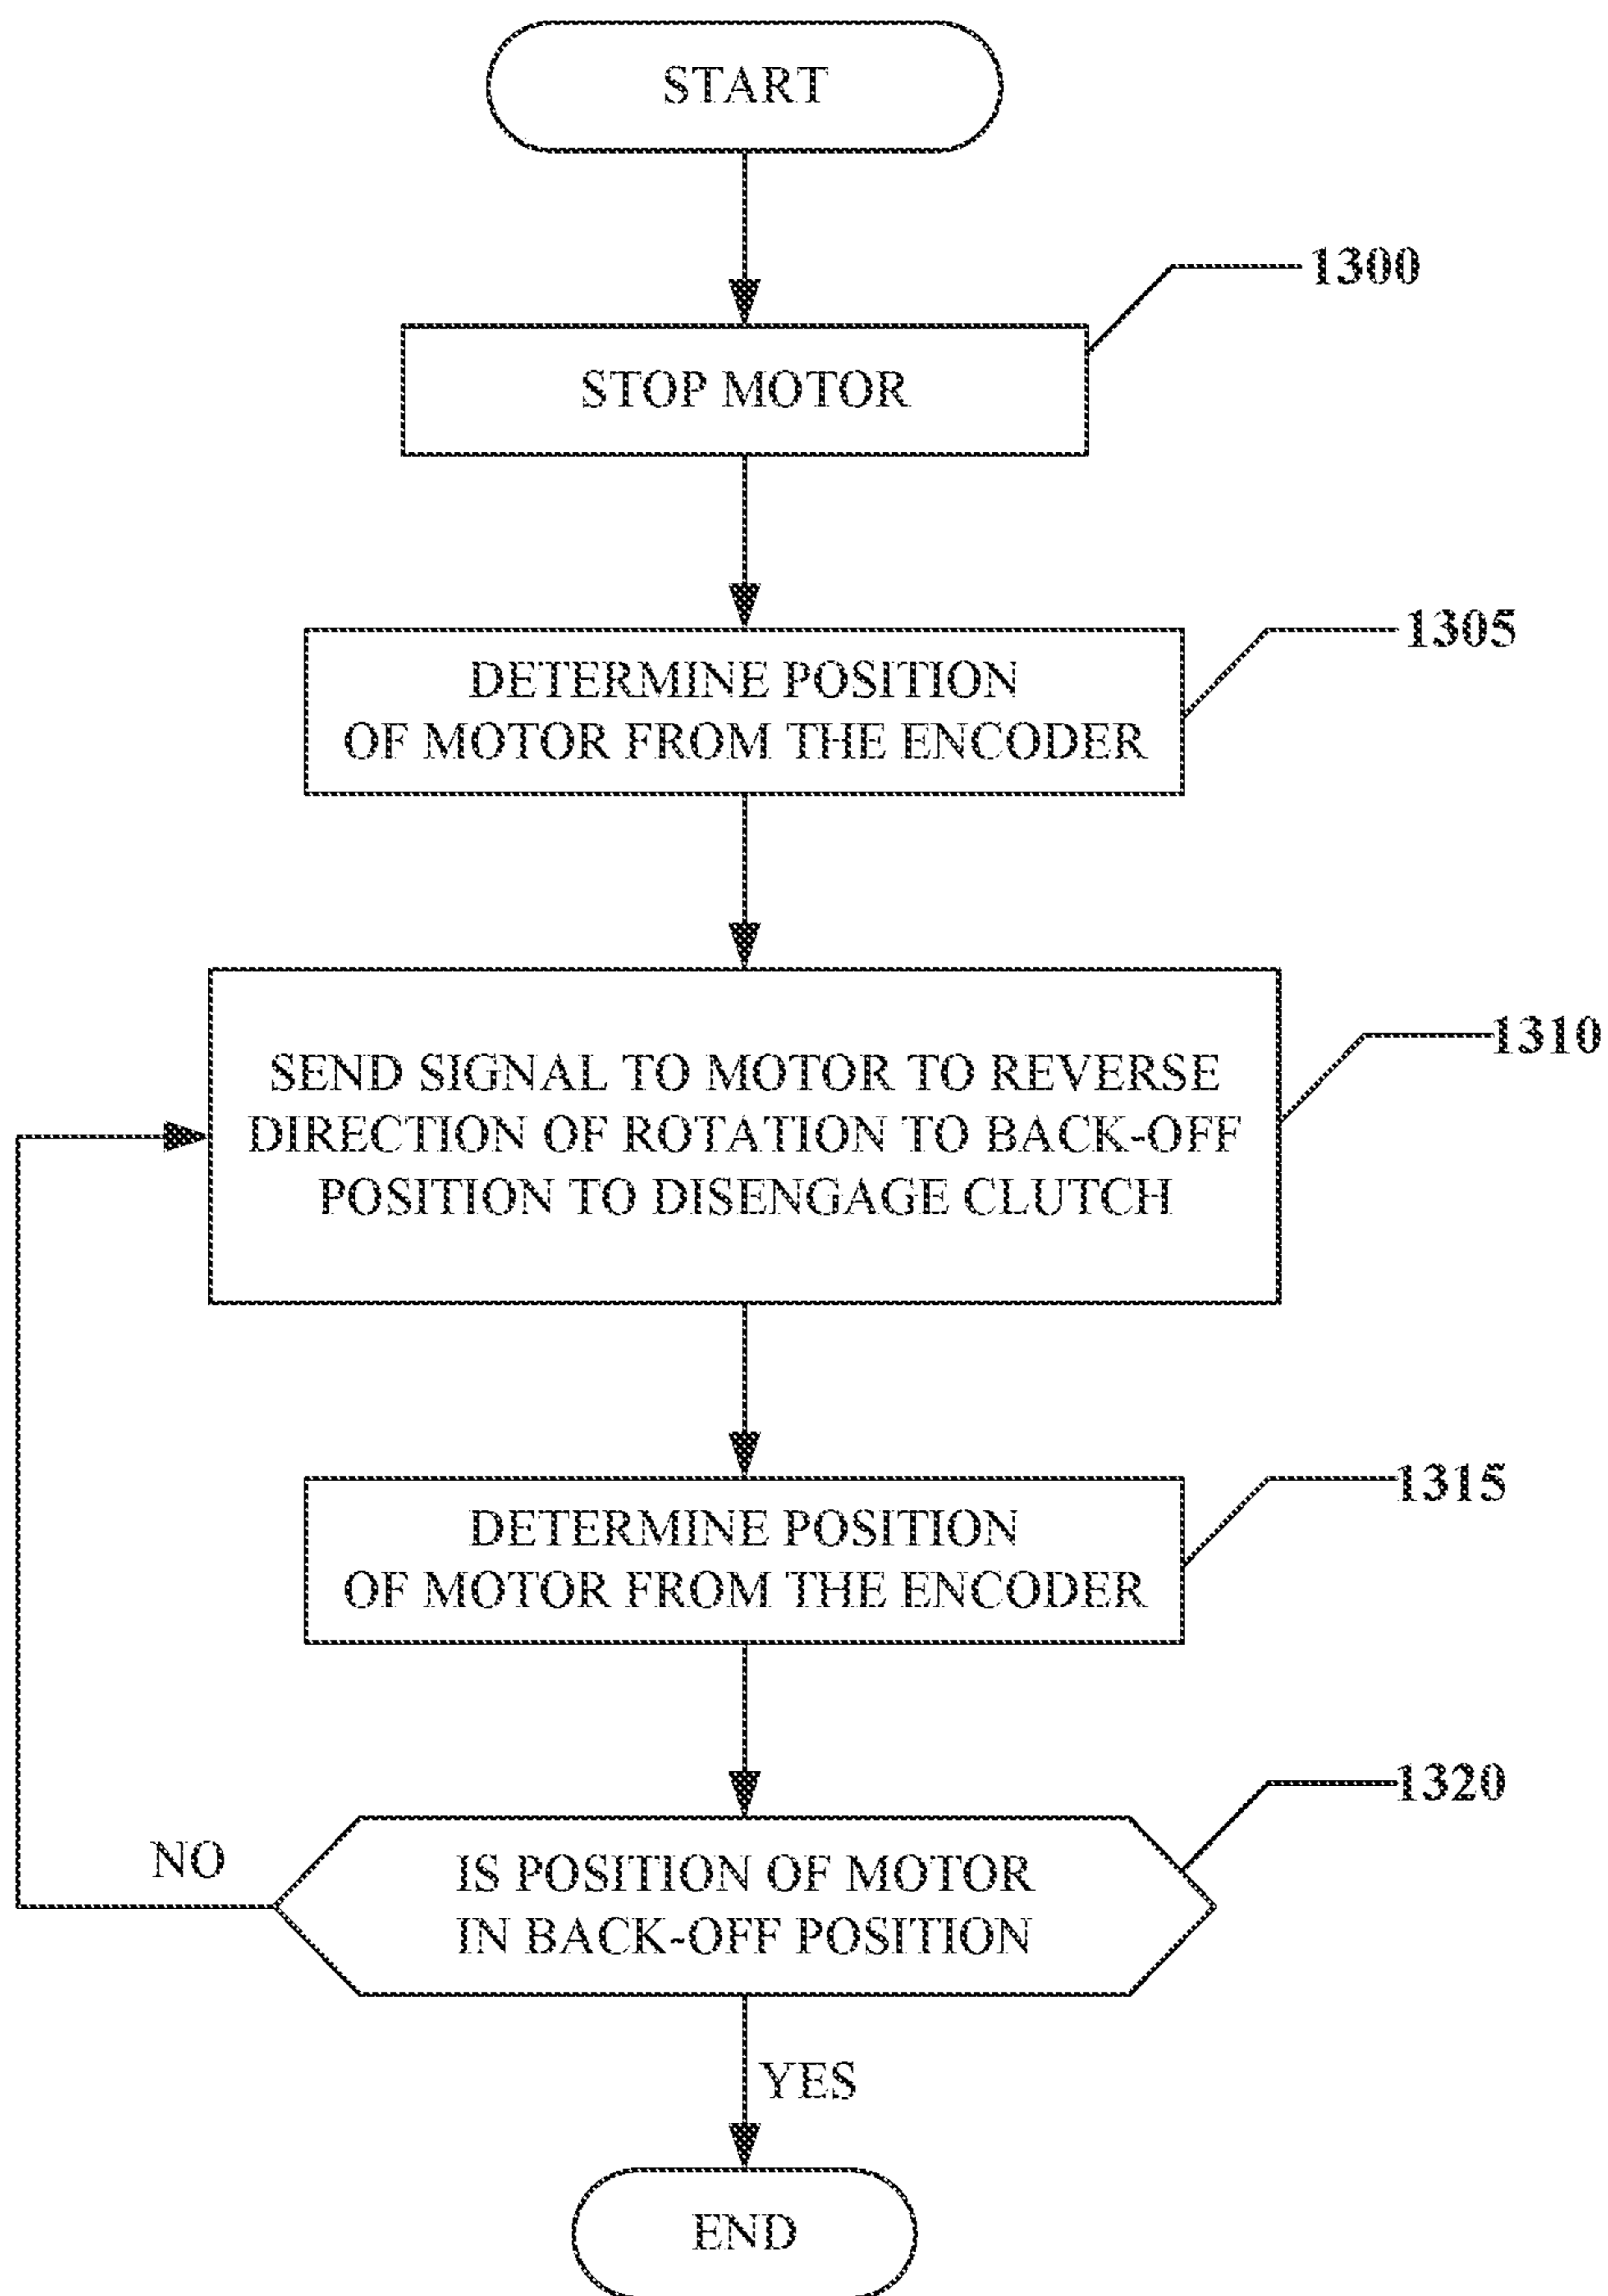 START
1300
STOP MOTOR
1305
DETERMINE POSITION
OF MOTOR FROM THE ENCODER
1310
SEND SIGNAL TO MOTOR TO REVERSE
DIRECTION OF ROTATION TO BACK-OFF
POSITION TO DISENGAGE CLUTCH
1315
DETERMINE POSITION
OF MOTOR FROM THE ENCODER
1320
NO
IS POSITION OF MOTOR
IN BACK-OFF POSITION
YES
END